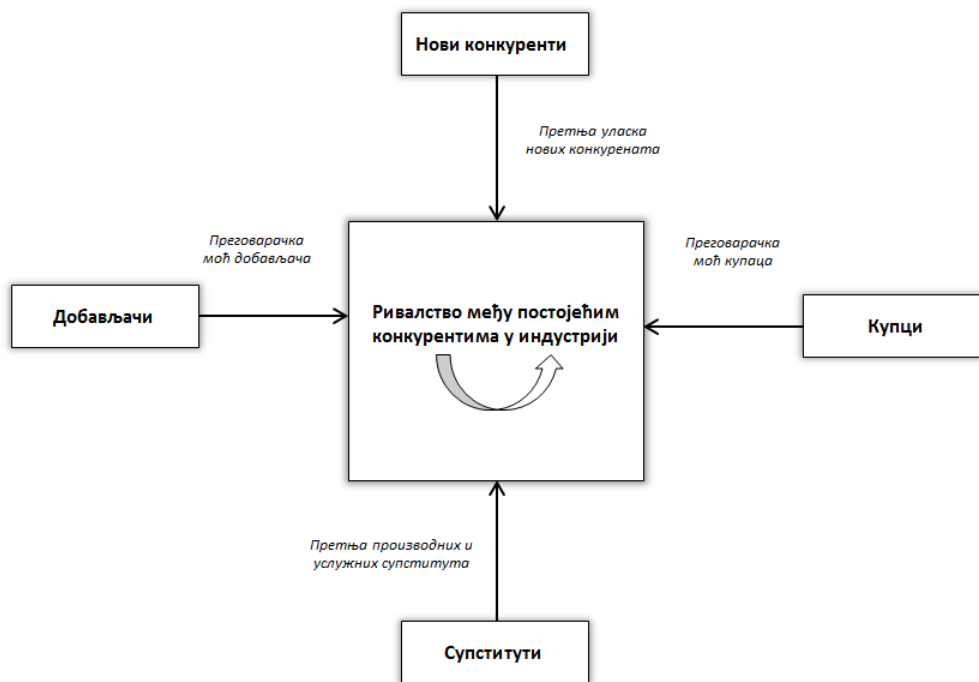 Нови конкуренти
Претња уласка
нових конкурената
Преговарачка
моћ добављача
Преговарачка
моћ купаца
Добављачи
Ривалство међу постојећим
конкурентима у индустрији
Купци
Претња производних и
услужних супститута
Супститути